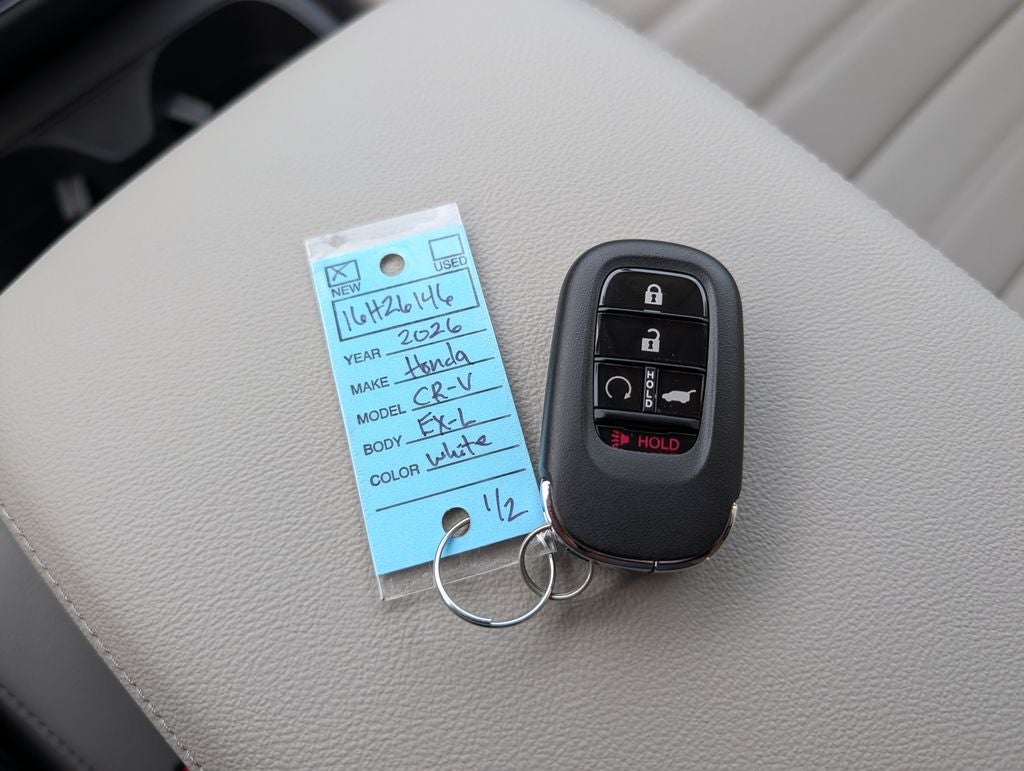 NEW
USED
16H26146
YEAR 2026
MAKE Honda
MODEL CR-V
BODY EX-L
COLOR White
1/2
HOLD
HOLD